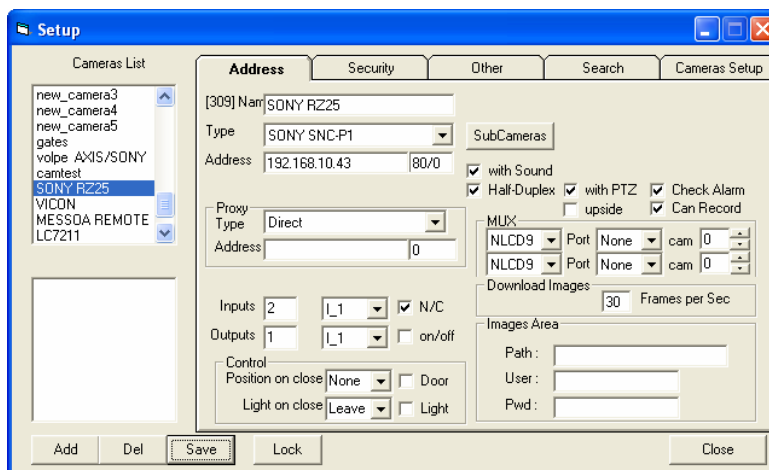 Setup
Cameras List
new_camera3
new_camera4
new_camera5
gates
volpe AXIS/SONY
camtest
SONY RZ25
VICON
MESSOA REMOTE
LC7211
Address Security Other Search Cameras Setup
[309] Nam SONY RZ25
Type SONY SNC-P1 SubCameras
Address 192.168.10.43 80/0
with Sound
Half-Duplex with PTZ Check Alarm
upside Can Record
Proxy
Type Direct
Address 0
MUX
NLCD9 Port None cam 0
NLCD9 Port None cam 0
Download Images
30 Frames per Sec
Inputs 2 I_1 N/C
Outputs 1 I_1 on/off
Control
Position on close None Door
Light on close Leave Light
Images Area
Path :
User :
Pwd :
Add Del Save Lock Close